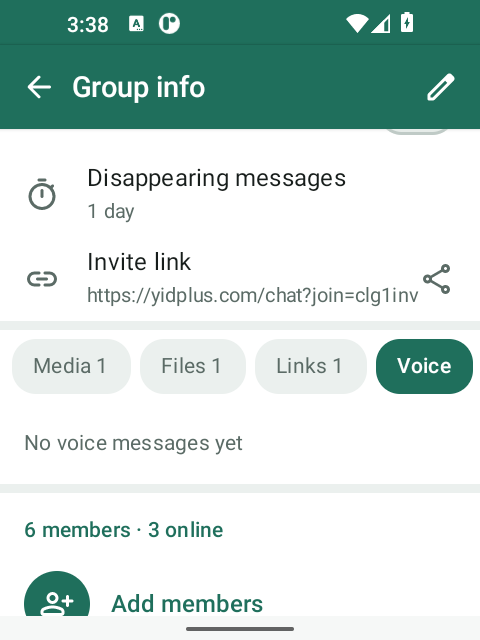 3:38
A
Group info
Disappearing messages
1 day
Invite link
https://yidplus.com/chat?join=clg1inv
Media 1
Files 1
Links 1
Voice
No voice messages yet
6 members · 3 online
Add members